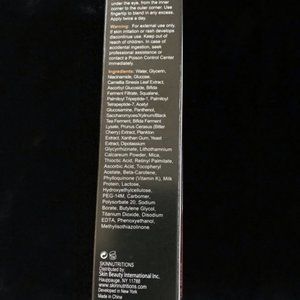 under the eye, from the inner
corner to the outer corner. Use
fingertip to blend in any excess.
Apply twice a day.
Warning: For external use only.
If skin irritation or rash develops
discontinue use. Keep out of
reach of children. In case of
accidental ingestion, seek
professional assistance or
contact a Poison Control Center
immediately.
Ingredients: Water, Glycerin,
Niacinamide, Glucose,
Camellia Sinesis Leaf Extract,
Ascorbyl Glucoside, Bifida
Ferment Filtrate, Squalane,
Palmitoyl Tripeptide-7, Palmitoyl
Tetrapeptide-7, Acetyl
Glucosamine, Panthenol,
Saccharomyces/Xylinum/Black
Tea Ferment, Bifida Ferment
Lysate, Prunus Cerasus (Bitter
Cherry) Extract, Plankton
Extract, Xanthan Gum, Yeast
Extract, Dipotassium
Glycyrrhizate, Lithothamnium
Calcareum Powder, Mica,
Thioctic Acid, Retinyl Palmitate,
Ascorbic Acid, Tocopheryl
Acetate, Beta-Carotene,
Phylloquinone (Vitamin K), Milk
Protein, Lactose,
Hydroxyethylcellulose,
PEG-14M, Carbomer,
Polysorbate 20, Sodium
Borate, Butylene Glycol,
Titanium Dioxide, Disodium
EDTA, Phenoxyethanol,
Methylisothiazolinone
SKINNUTRITIONS
Skin Beauty International Inc.
Hauppauge, NY 11788
www.skinnutritions.com
Developed in New York
Made in China